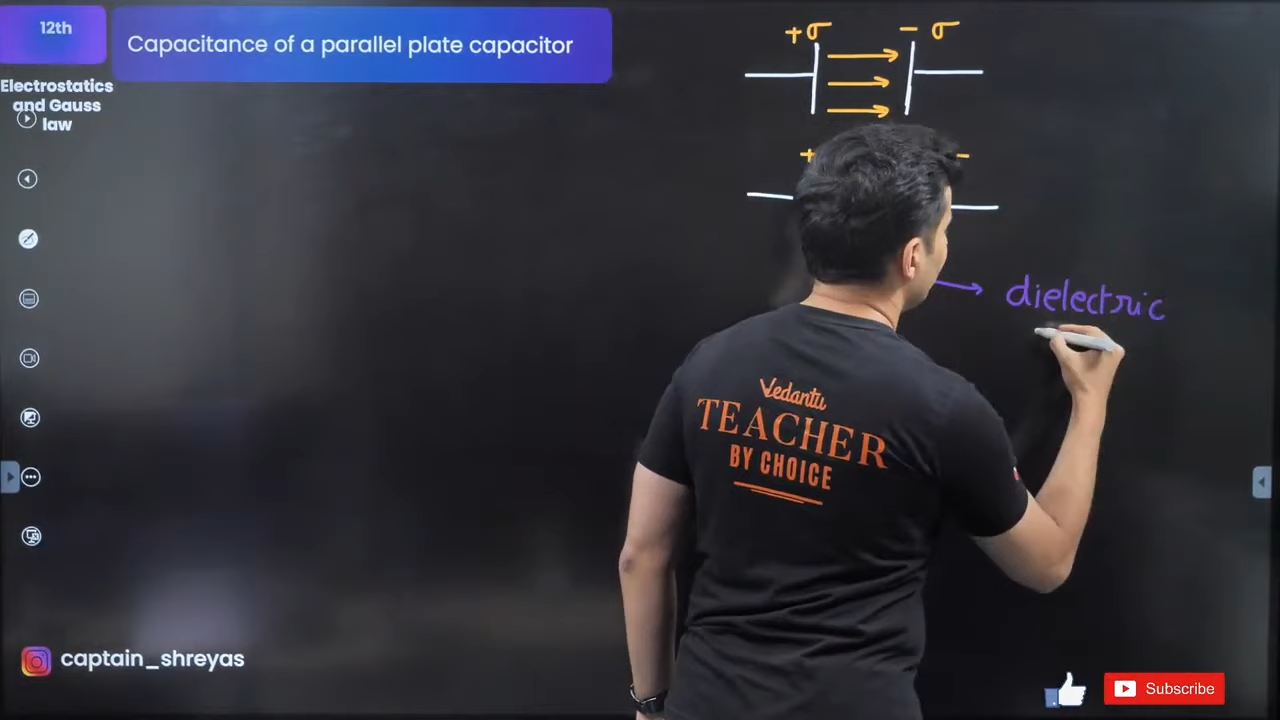 12th
Capacitance of a parallel plate capacitor
Electrostatics
and Gauss
law
+σ
- σ
+
-
dielectric
Vedantu
TEACHER
BY CHOICE
captain_shreyas
Subscribe